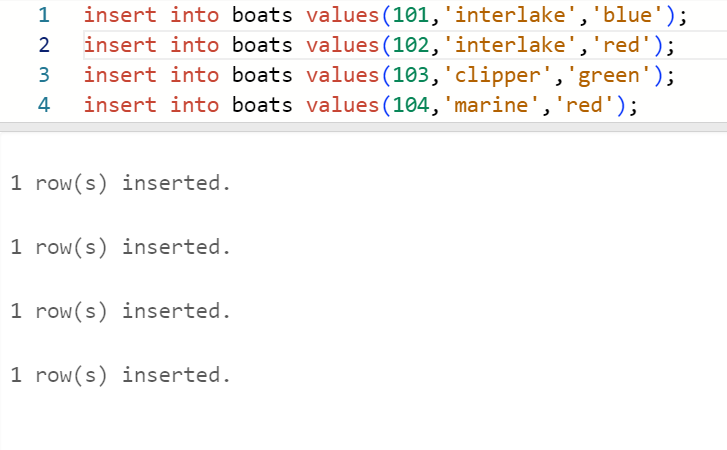 1 insert into boats values(101,'interlake','blue');
2 insert into boats values(102,'interlake','red');
3 insert into boats values(103,'clipper','green');
4 insert into boats values(104,'marine','red');
1 row(s) inserted.
1 row(s) inserted.
1 row(s) inserted.
1 row(s) inserted.